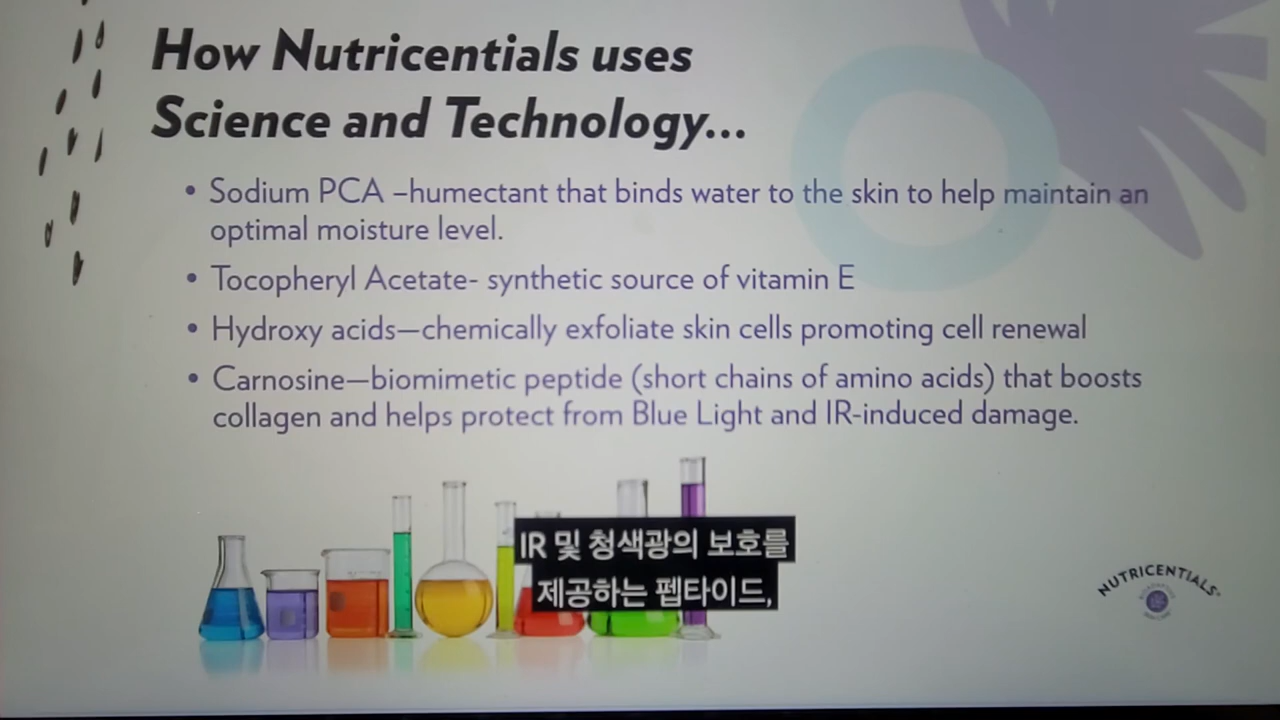 How Nutricentials uses
Science and Technology...
• Sodium PCA –humectant that binds water to the skin to help maintain an
optimal moisture level.
• Tocopheryl Acetate- synthetic source of vitamin E
• Hydroxy acids—chemically exfoliate skin cells promoting cell renewal
• Carnosine—biomimetic peptide (short chains of amino acids) that boosts
collagen and helps protect from Blue Light and IR-induced damage.
IR 및 청색광의 보호를
제공하는 펩타이드,
NUTRICENTIALS